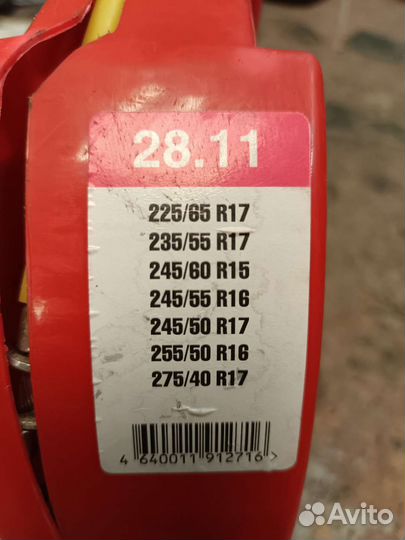 28.11
225/65 R17
235/55 R17
245/60 R15
245/55 R16
245/50 R17
255/50 R16
275/40 R17
4 640011 912716 >
Avito